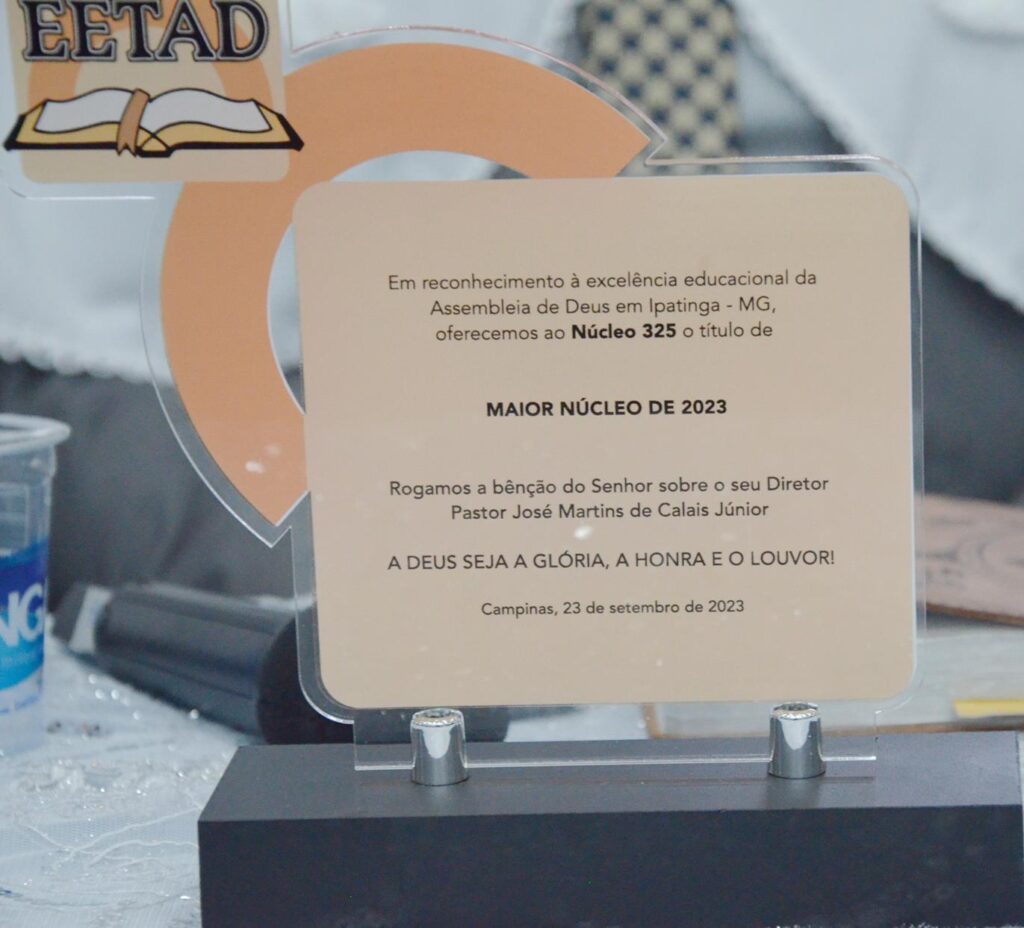 EETAD
Em reconhecimento à excelência educacional da
Assembleia de Deus em Ipatinga - MG,
oferecemos ao Núcleo 325 o título de
MAIOR NÚCLEO DE 2023
Rogamos a bênção do Senhor sobre o seu Diretor
Pastor José Martins de Calais Júnior
A DEUS SEJA A GLÓRIA, A HONRA E O LOUVOR!
Campinas, 23 de setembro de 2023